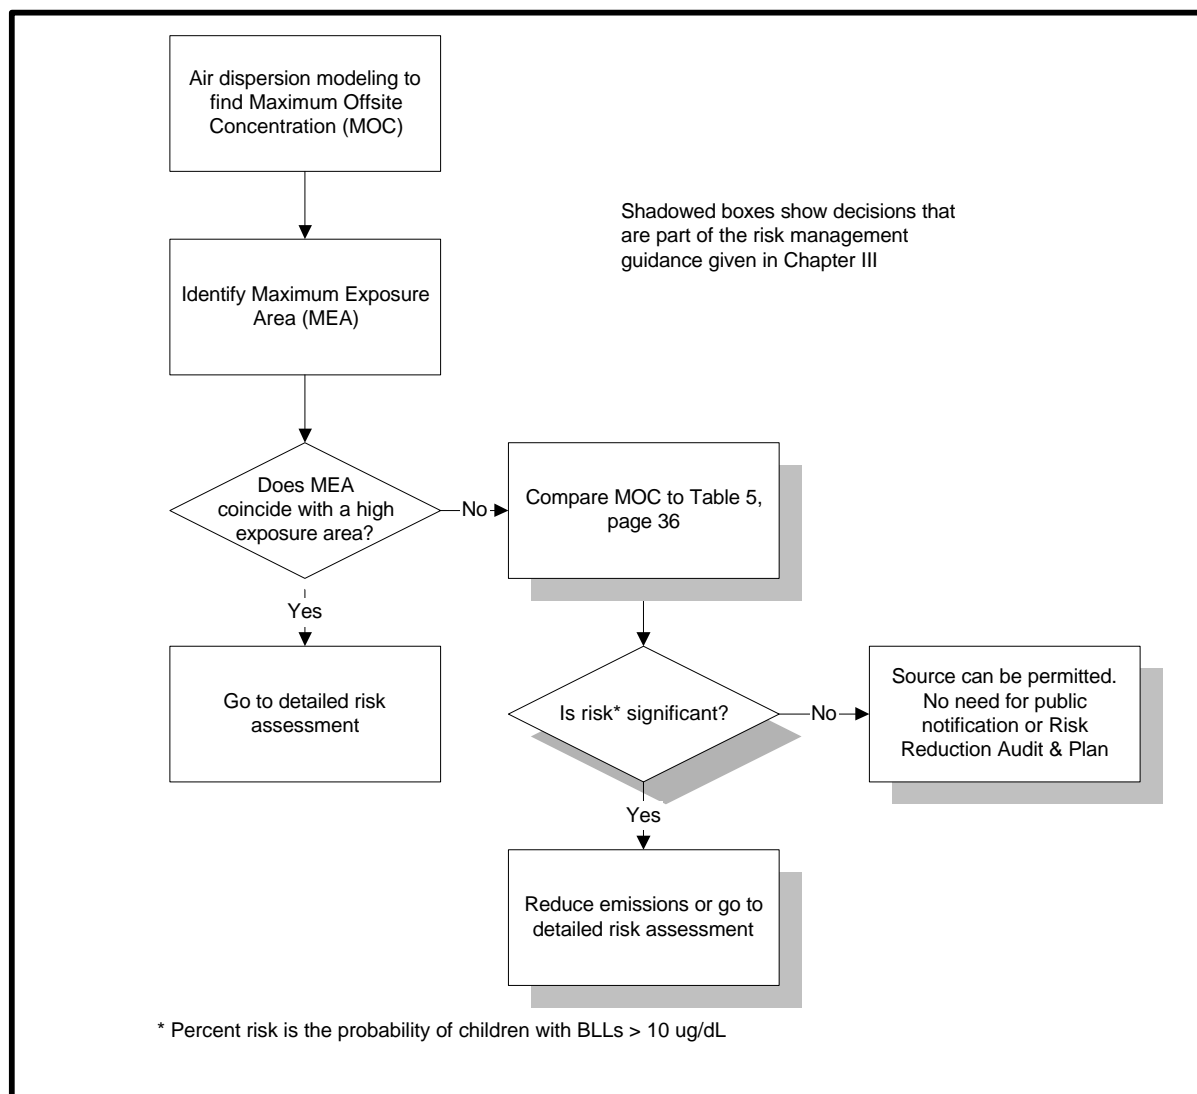 Air dispersion modeling to
find Maximum Offsite
Concentration (MOC)
Shadowed boxes show decisions that
are part of the risk management
guidance given in Chapter III
Identify Maximum Exposure
Area (MEA)
Does MEA
coincide with a high
exposure area?
No
Compare MOC to Table 5,
page 36
Yes
Go to detailed risk
assessment
Is risk* significant?
No
Source can be permitted.
No need for public
notification or Risk
Reduction Audit & Plan
Yes
Reduce emissions or go to
detailed risk assessment
* Percent risk is the probability of children with BLLs > 10 ug/dL